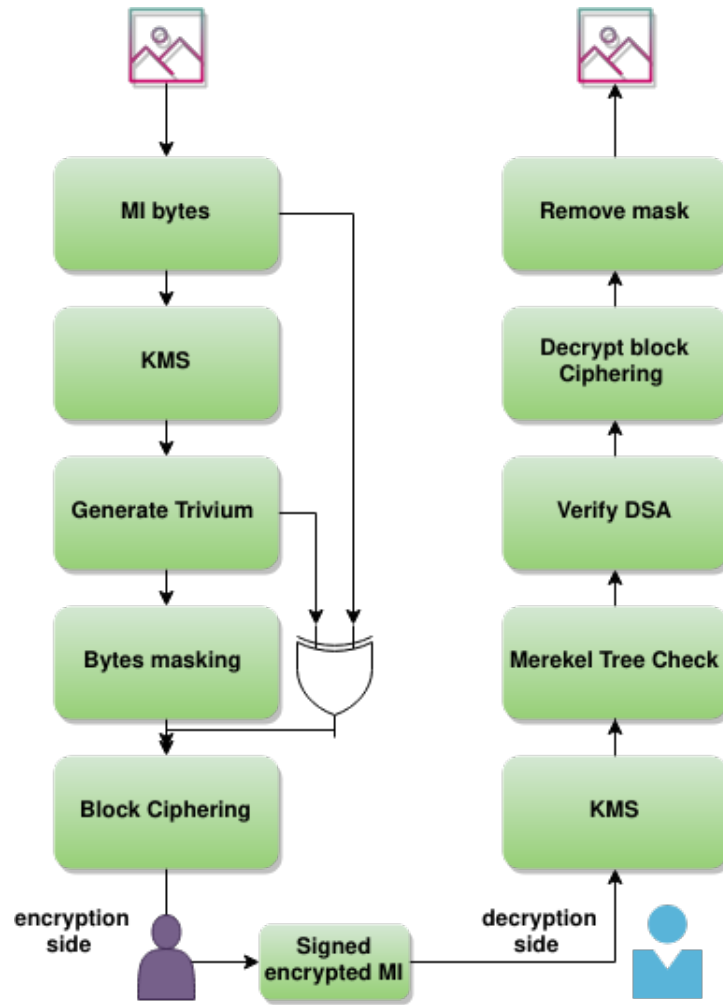 MI bytes
KMS
Generate Trivium
Bytes masking
Block Ciphering
encryption
side
Signed
encrypted MI
decryption
side
KMS
Merekel Tree Check
Verify DSA
Decrypt block
Ciphering
Remove mask